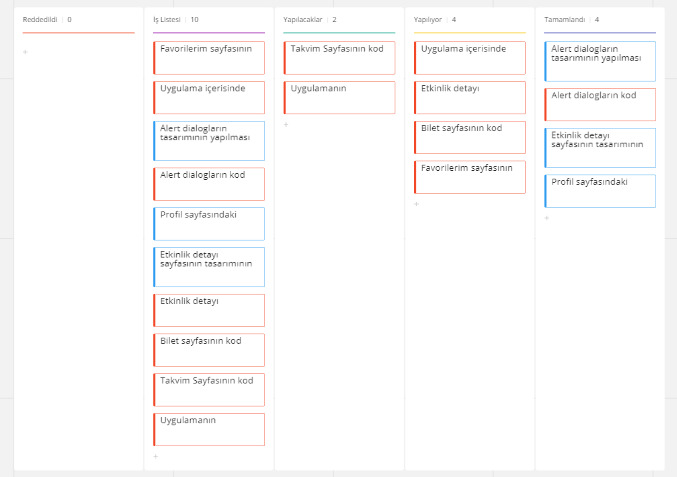 Reddedildi | 0
+
İş Listesi | 10
Favorilerim sayfasının
Uygulama içerisinde
Alert dialogların
tasarımının yapılması
Alert dialogların kod
Profil sayfasındaki
Etkinlik detayı
sayfasının tasarımının
Etkinlik detayı
Bilet sayfasının kod
Takvim Sayfasının kod
Uygulamanın
+
Yapılacaklar | 2
Takvim Sayfasının kod
Uygulamanın
+
Yapılıyor | 4
Uygulama içerisinde
Etkinlik detayı
Bilet sayfasının kod
Favorilerim sayfasının
+
Tamamlandı | 4
Alert dialogların
tasarımının yapılması
Alert dialogların kod
Etkinlik detayı
sayfasının tasarımının
Profil sayfasındaki
+